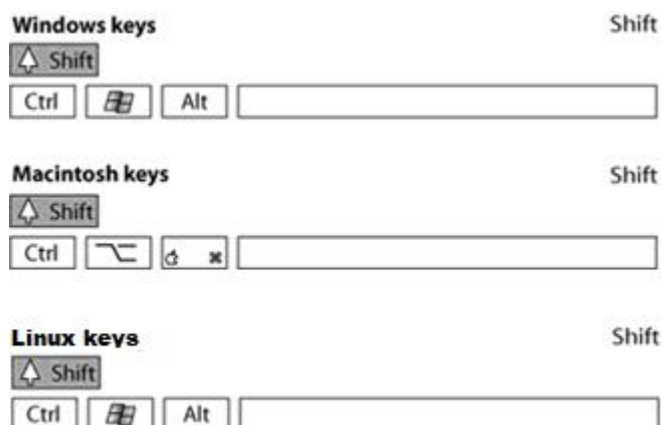 Windows keys Shift
Shift
Ctrl Alt
Macintosh keys Shift
Shift
Ctrl ⌥ ⌘
Linux keys Shift
Shift
Ctrl Alt